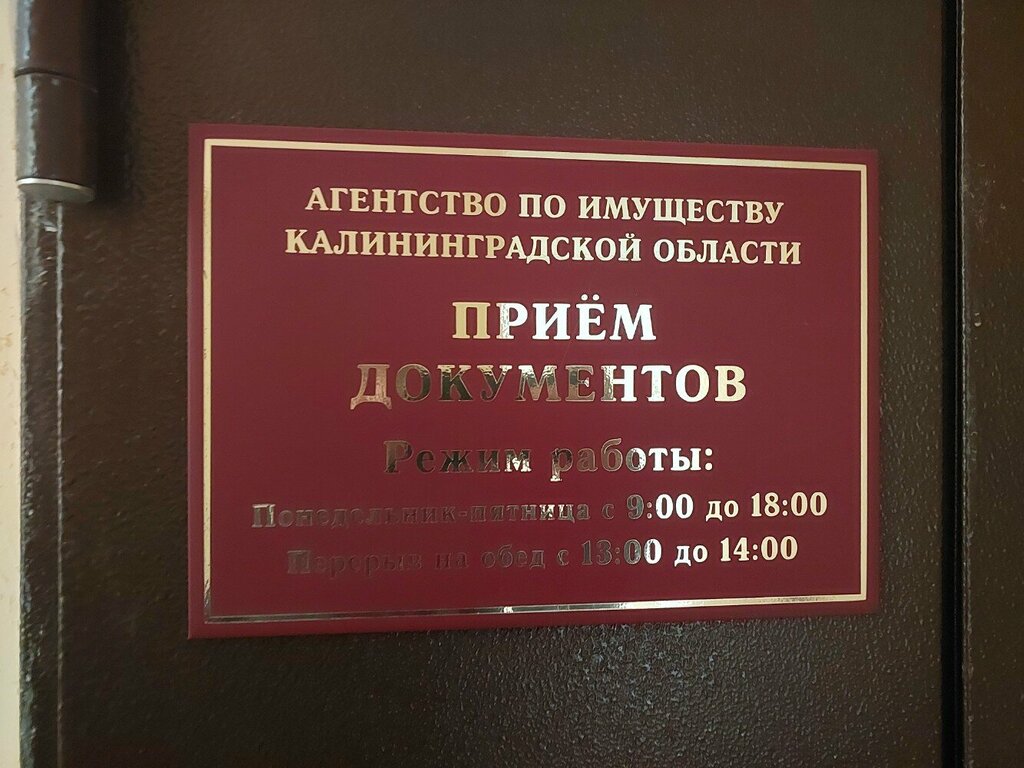 АГЕНТСТВО ПО ИМУЩЕСТВУ
КАЛИНИНГРАДСКОЙ ОБЛАСТИ
ПРИЁМ
ДОКУМЕНТОВ
Режим работы:
Понедельник-пятница с 9:00 до 18:00
Перерыв на обед с 13:00 до 14:00